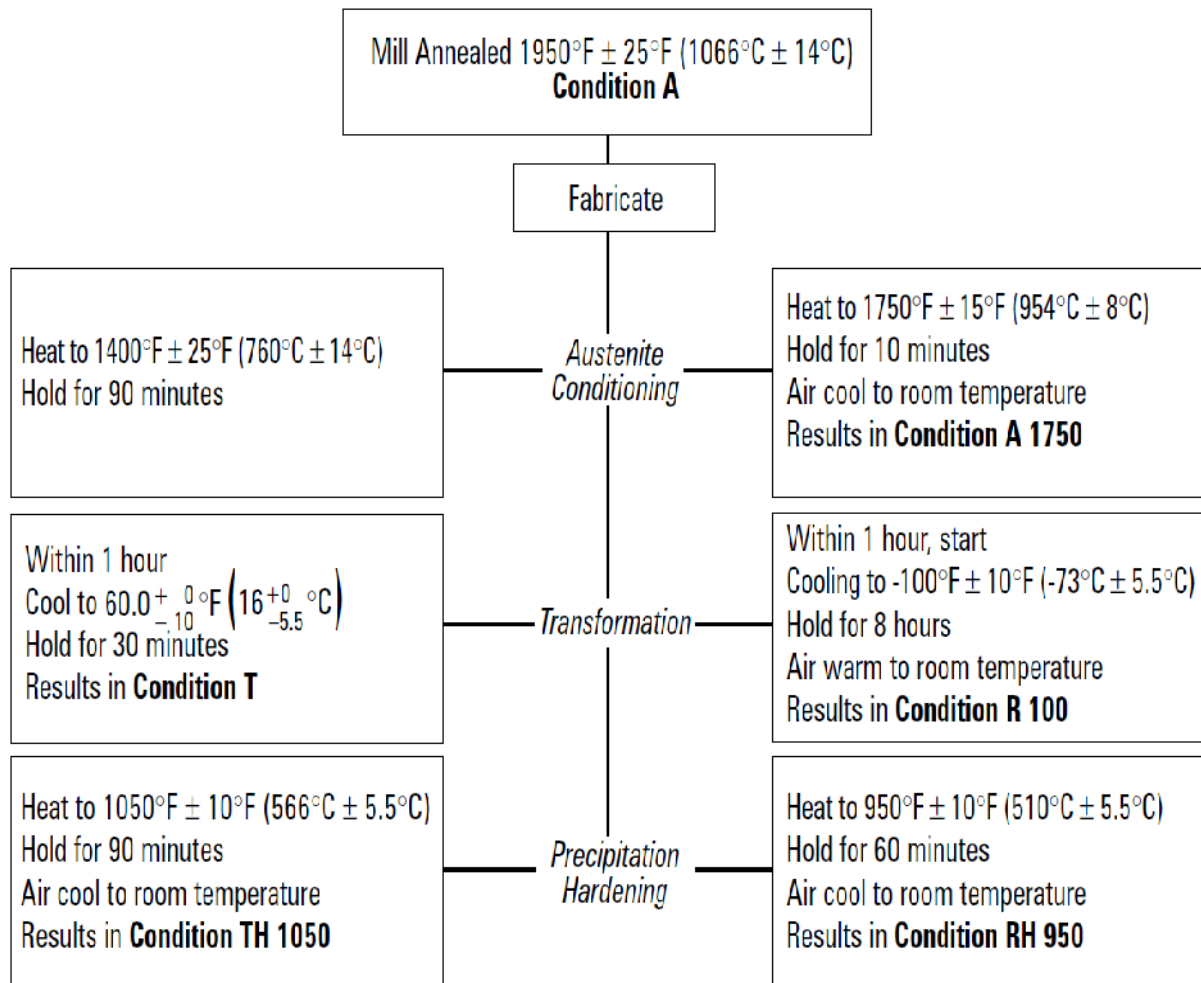 Mill Annealed 1950°F ± 25°F (1066°C ± 14°C)
Condition A
Fabricate
Heat to 1400°F ± 25°F (760°C ± 14°C)
Hold for 90 minutes
Austenite
Conditioning
Heat to 1750°F ± 15°F (954°C ± 8°C)
Hold for 10 minutes
Air cool to room temperature
Results in Condition A 1750
Within 1 hour
Cool to 60.0 + 0 - 10 °F (16 +0 -5.5 °C)
Hold for 30 minutes
Results in Condition T
Transformation
Within 1 hour, start
Cooling to -100°F ± 10°F (-73°C ± 5.5°C)
Hold for 8 hours
Air warm to room temperature
Results in Condition R 100
Heat to 1050°F ± 10°F (566°C ± 5.5°C)
Hold for 90 minutes
Air cool to room temperature
Results in Condition TH 1050
Precipitation
Hardening
Heat to 950°F ± 10°F (510°C ± 5.5°C)
Hold for 60 minutes
Air cool to room temperature
Results in Condition RH 950